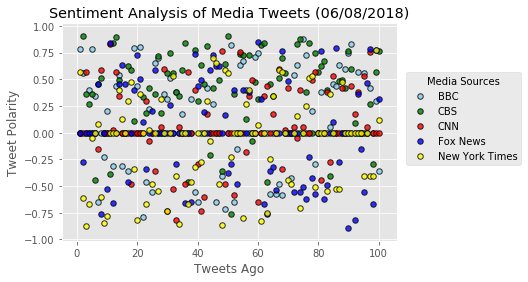 Sentiment Analysis of Media Tweets (06/08/2018)
1.00
0.75
0.50
0.25
0.00
−0.25
−0.50
−0.75
−1.00
Tweet Polarity
0
20
40
60
80
100
Tweets Ago
Media Sources
BBC
CBS
CNN
Fox News
New York Times